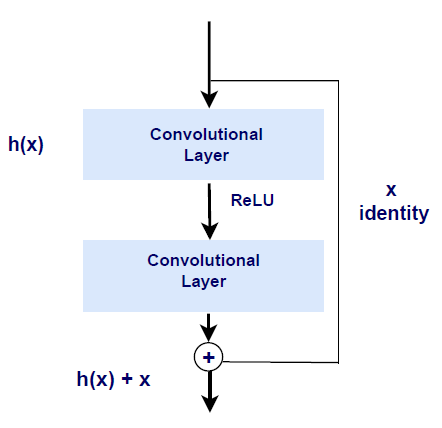 Convolutional
Layer
h(x)
ReLU
x
identity
Convolutional
Layer
+
h(x) + x